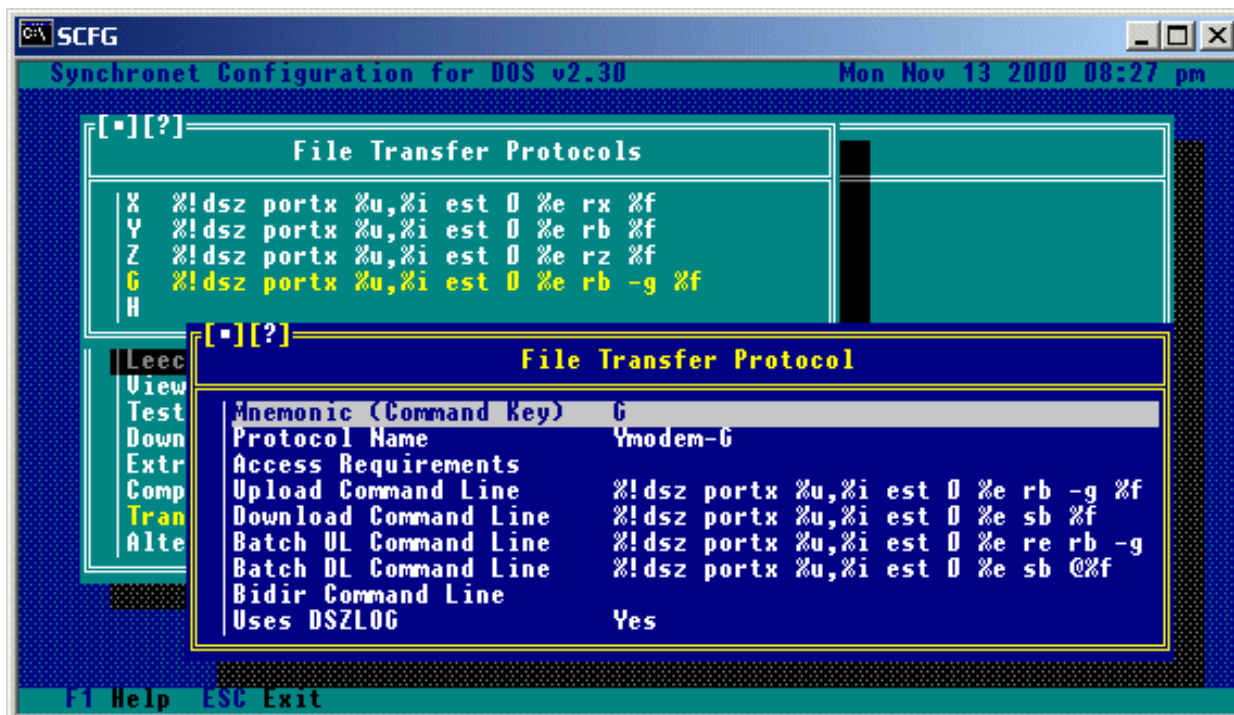 SCFG
Synchronet Configuration for DOS v2.30 Mon Nov 13 2000 08:27 pm
[▪][?]
File Transfer Protocols
X %!dsz portx %u,%i est 0 %e rx %f
Y %!dsz portx %u,%i est 0 %e rb %f
Z %!dsz portx %u,%i est 0 %e rz %f
G %!dsz portx %u,%i est 0 %e rb -g %f
H
[▪][?]
Leec
File Transfer Protocol
View
Test Mnemonic (Command Key) G
Down Protocol Name Ymodem-G
Extr Access Requirements
Comp Upload Command Line %!dsz portx %u,%i est 0 %e rb -g %f
Tran Download Command Line %!dsz portx %u,%i est 0 %e sb %f
Alte Batch UL Command Line %!dsz portx %u,%i est 0 %e re rb -g
Batch DL Command Line %!dsz portx %u,%i est 0 %e sb @%f
Bidir Command Line
Uses DSZLOG Yes
F1 Help ESC Exit